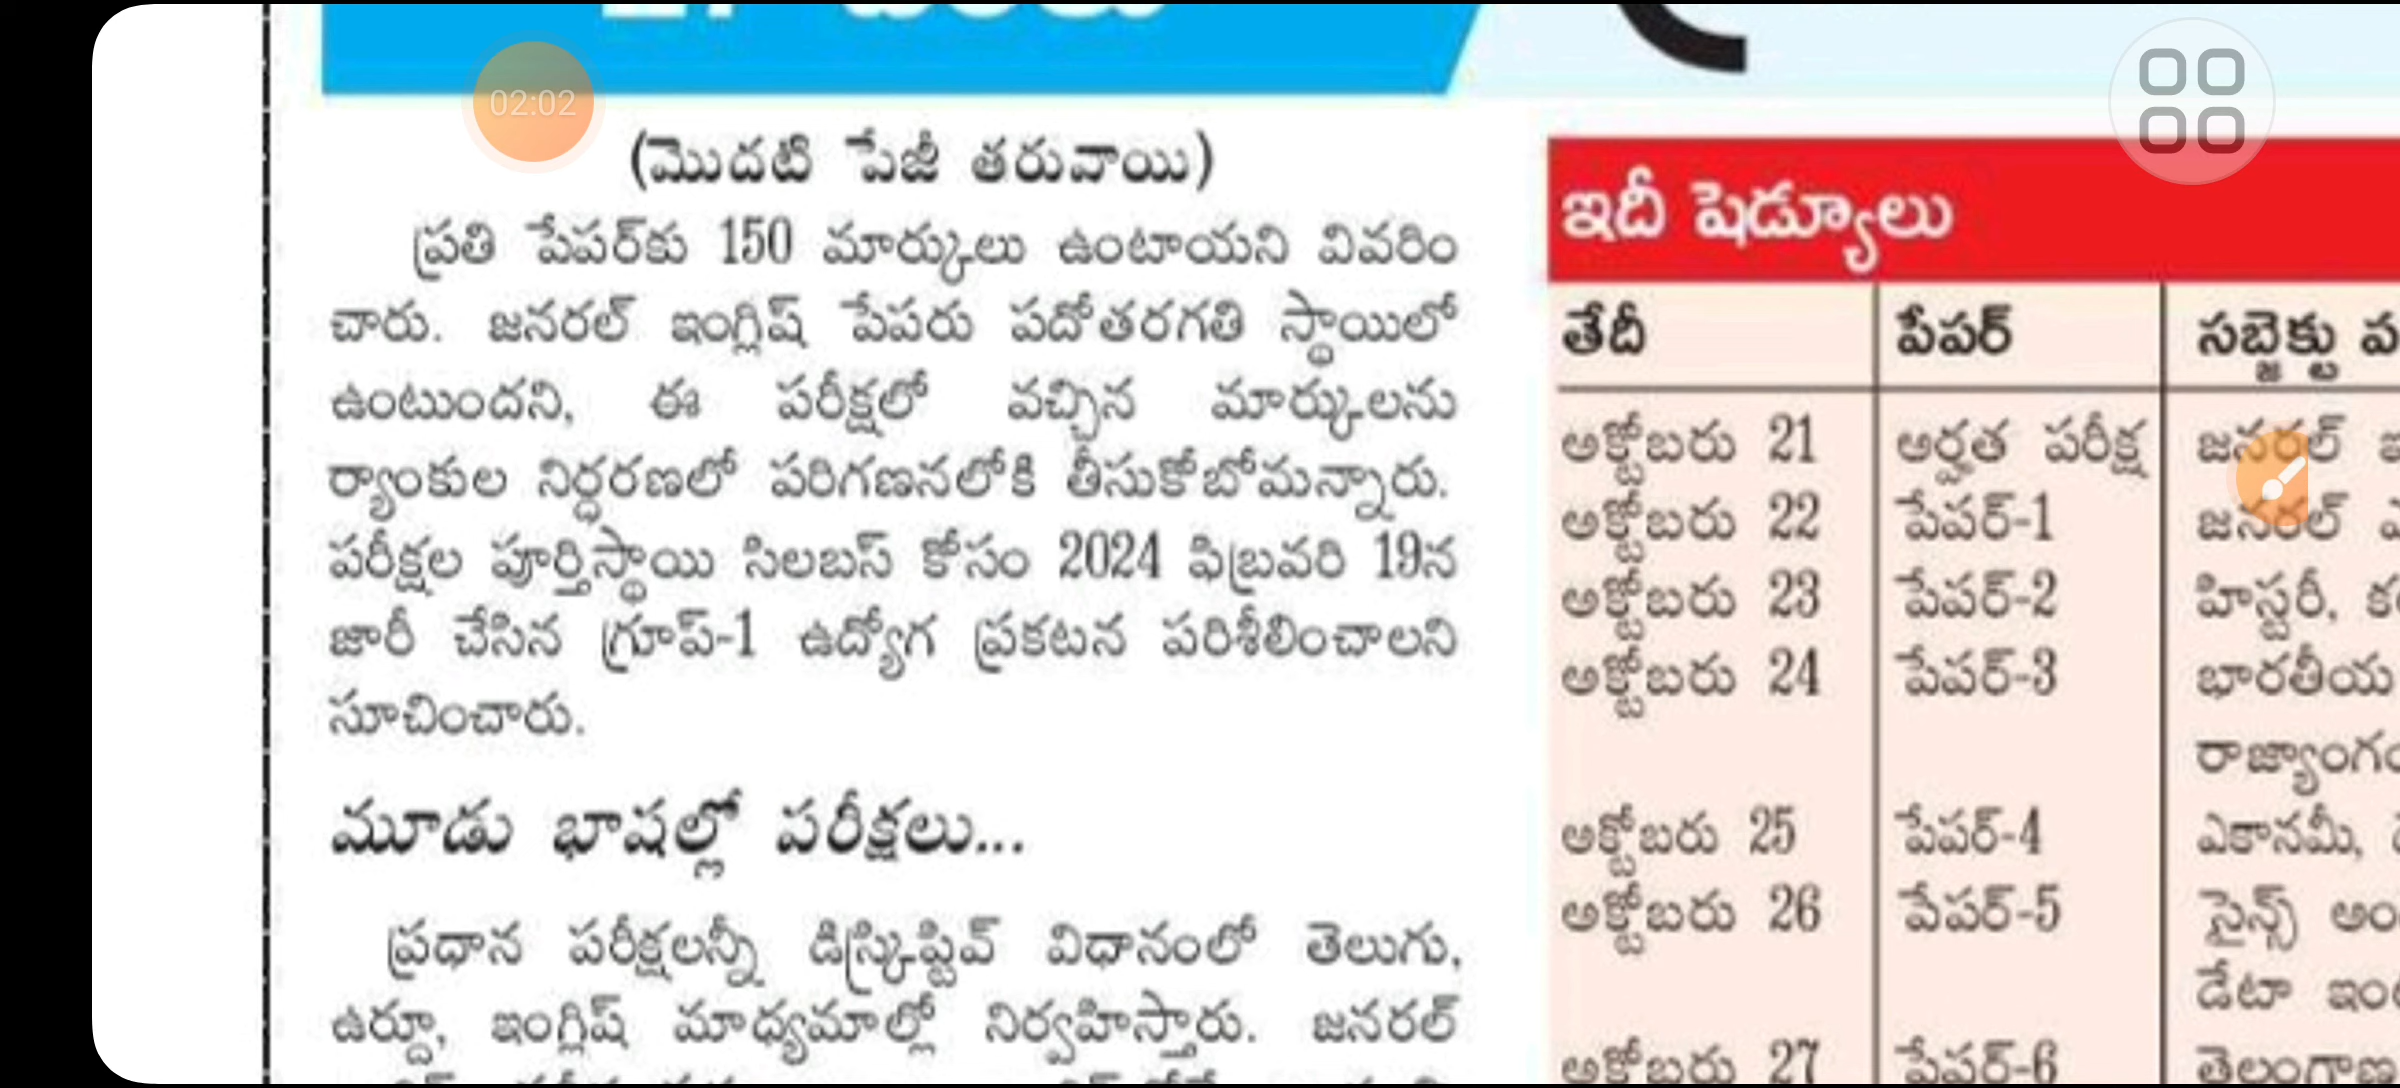 02:02
(మొదటి పేజీ తరువాయి)
ప్రతి పేపర్‌కు 150 మార్కులు ఉంటాయని వివరిం
చారు. జనరల్ ఇంగ్లిష్ పేపరు పదోతరగతి స్థాయిలో
ఉంటుందని, ఈ పరీక్షలో వచ్చిన మార్కులను
ర్యాంకుల నిర్ధరణలో పరిగణనలోకి తీసుకోబోమన్నారు.
పరీక్షల పూర్తిస్థాయి సిలబస్ కోసం 2024 ఫిబ్రవరి 19న
జారీ చేసిన గ్రూప్-1 ఉద్యోగ ప్రకటన పరిశీలించాలని
సూచించారు.
మూడు భాషల్లో పరీక్షలు...
ప్రధాన పరీక్షలన్నీ డిస్క్రిప్టివ్ విధానంలో తెలుగు,
ఉర్దూ, ఇంగ్లిష్ మాధ్యమాల్లో నిర్వహిస్తారు. జనరల్
ఇదీ షెడ్యూలు
తేదీ పేపర్ సబ్జెక్టు
అక్టోబరు 21 అర్హత పరీక్ష జనరల్
అక్టోబరు 22 పేపర్-1 జనరల్
అక్టోబరు 23 పేపర్-2 హిస్టరీ,
అక్టోబరు 24 పేపర్-3 భారతీయ
అక్టోబరు 25 పేపర్-4 ఎకానమీ,
అక్టోబరు 26 పేపర్-5 సైన్స్
డేటా
అక్టోబరు 27 పేపర్-6